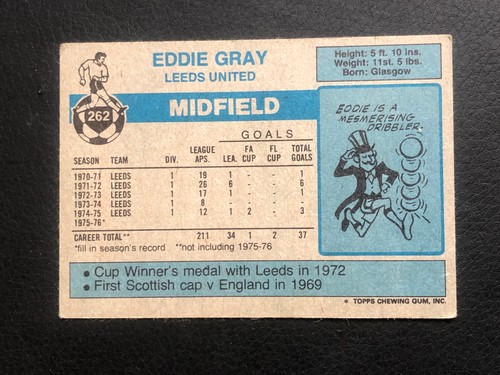 EDDIE GRAY
LEEDS UNITED
Height: 5 ft. 10 ins.
Weight: 11st. 5 lbs.
Born: Glasgow
262
MIDFIELD
EDDIE IS A
MESMERISING
DRIBBLER.
GOALS
LEAGUE FA FL TOTAL
SEASON TEAM DIV. APS. LEA. CUP CUP GOALS
1970-71 LEEDS 1 19 1 - - 1
1971-72 LEEDS 1 26 6 - - 6
1972-73 LEEDS 1 17 1 - - 1
1973-74 LEEDS 1 8 - - - -
1974-75 LEEDS 1 12 1 2 - 3
1975-76*
CAREER TOTAL** 211 34 1 2 37
*fill in season's record **not including 1975-76
• Cup Winner's medal with Leeds in 1972
• First Scottish cap v England in 1969
* TOPPS CHEWING GUM, INC.